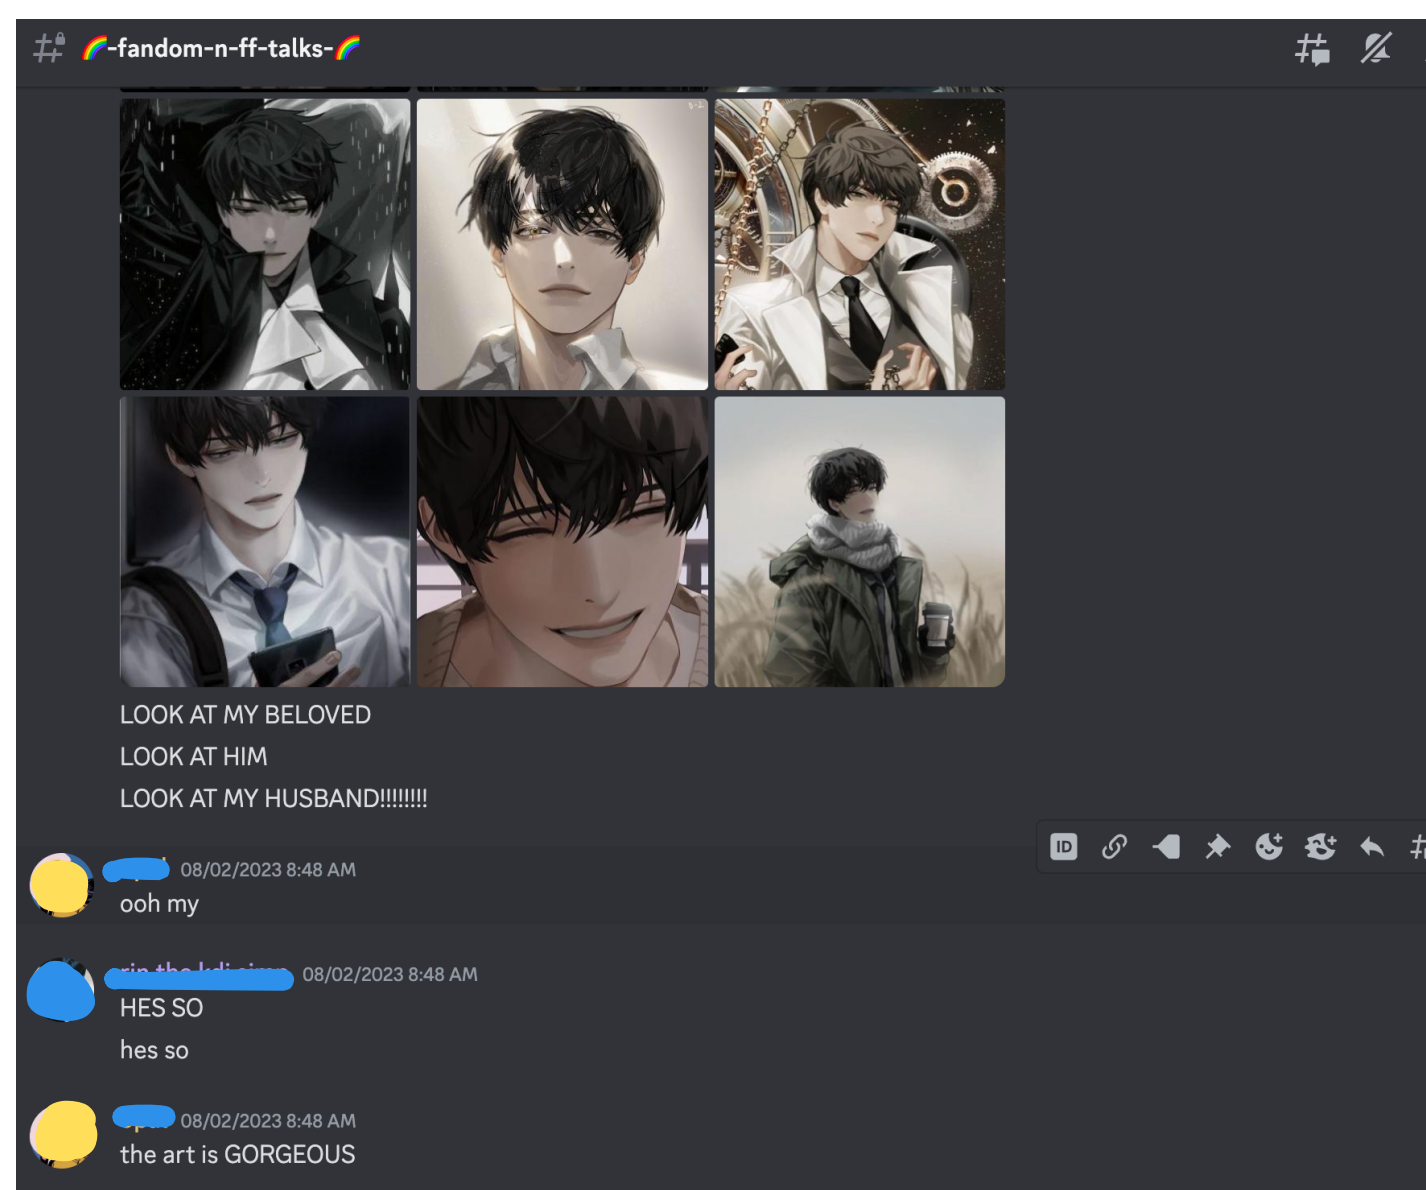 🌈-fandom-n-ff-talks-🌈
LOOK AT MY BELOVED
LOOK AT HIM
LOOK AT MY HUSBAND!!!!!!!!
ID
08/02/2023 8:48 AM
ooh my
08/02/2023 8:48 AM
HES SO
hes so
08/02/2023 8:48 AM
the art is GORGEOUS